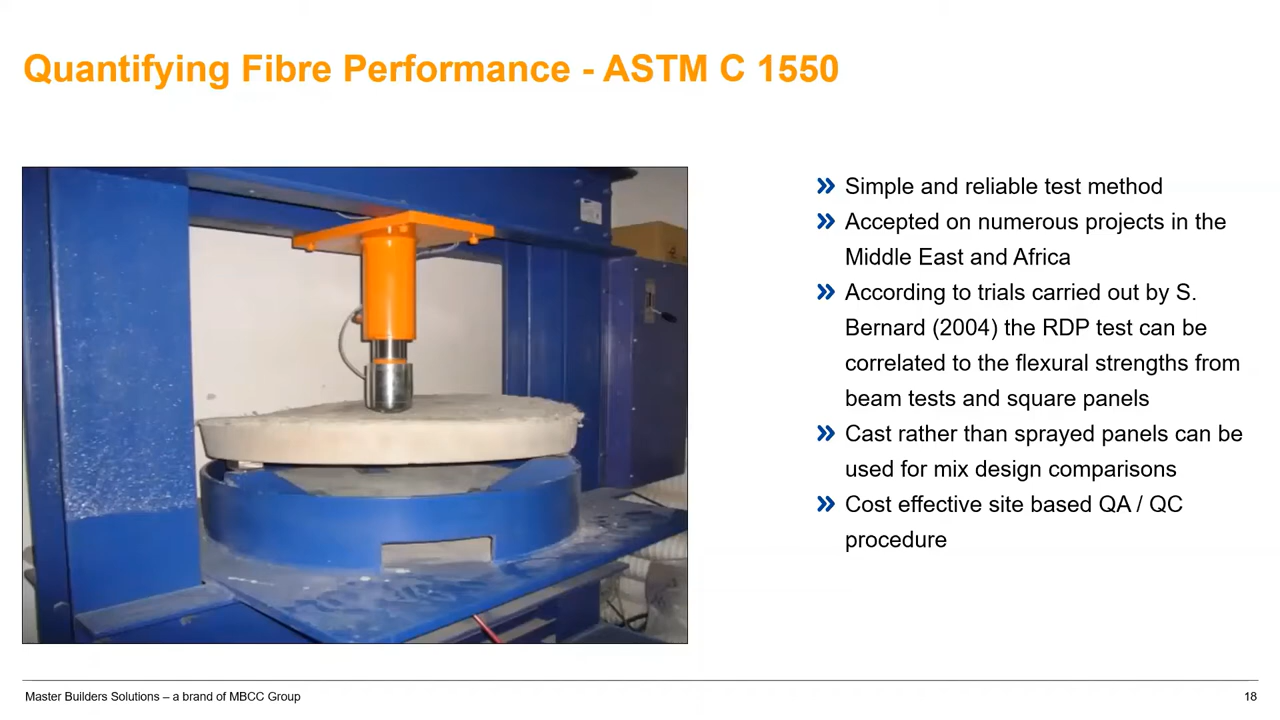 Quantifying Fibre Performance - ASTM C 1550
Simple and reliable test method
Accepted on numerous projects in the
Middle East and Africa
According to trials carried out by S.
Bernard (2004) the RDP test can be
correlated to the flexural strengths from
beam tests and square panels
Cast rather than sprayed panels can be
used for mix design comparisons
Cost effective site based QA / QC
procedure
Master Builders Solutions – a brand of MBCC Group
18